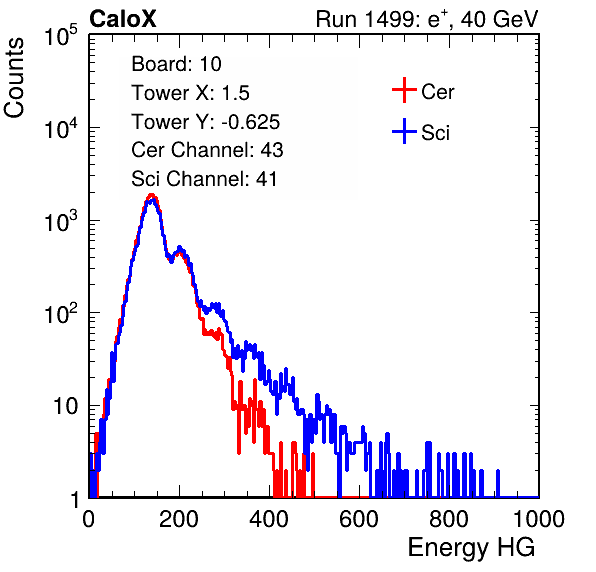 CaloX Run 1499: e⁺, 40 GeV
Counts
Board: 10
Tower X: 1.5
Tower Y: -0.625
Cer Channel: 43
Sci Channel: 41
Cer
Sci
10⁵
10⁴
10³
10²
10
1
0 200 400 600 800 1000
Energy HG